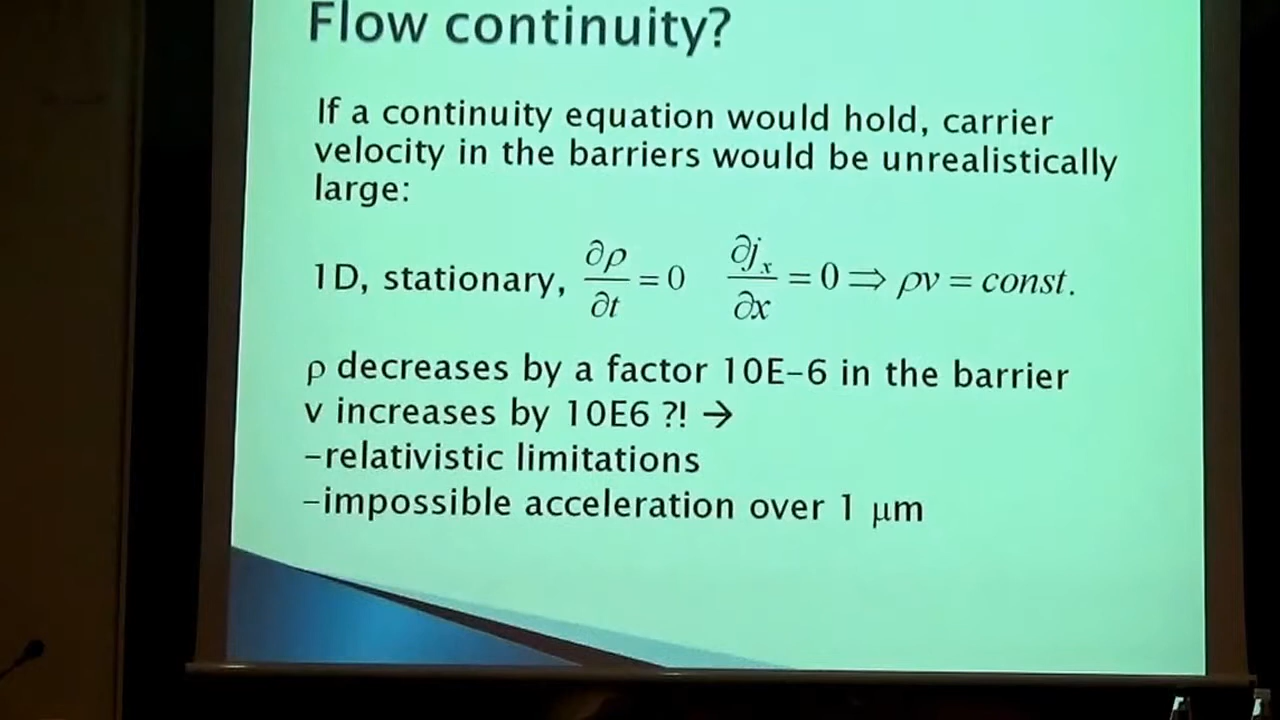 Flow continuity?
If a continuity equation would hold, carrier
velocity in the barriers would be unrealistically
large:
1D, stationary, ∂ρ/∂t = 0 ∂jₓ/∂x = 0 ⇒ ρv = const.
ρ decreases by a factor 10E-6 in the barrier
v increases by 10E6 ?! →
-relativistic limitations
-impossible acceleration over 1 μm